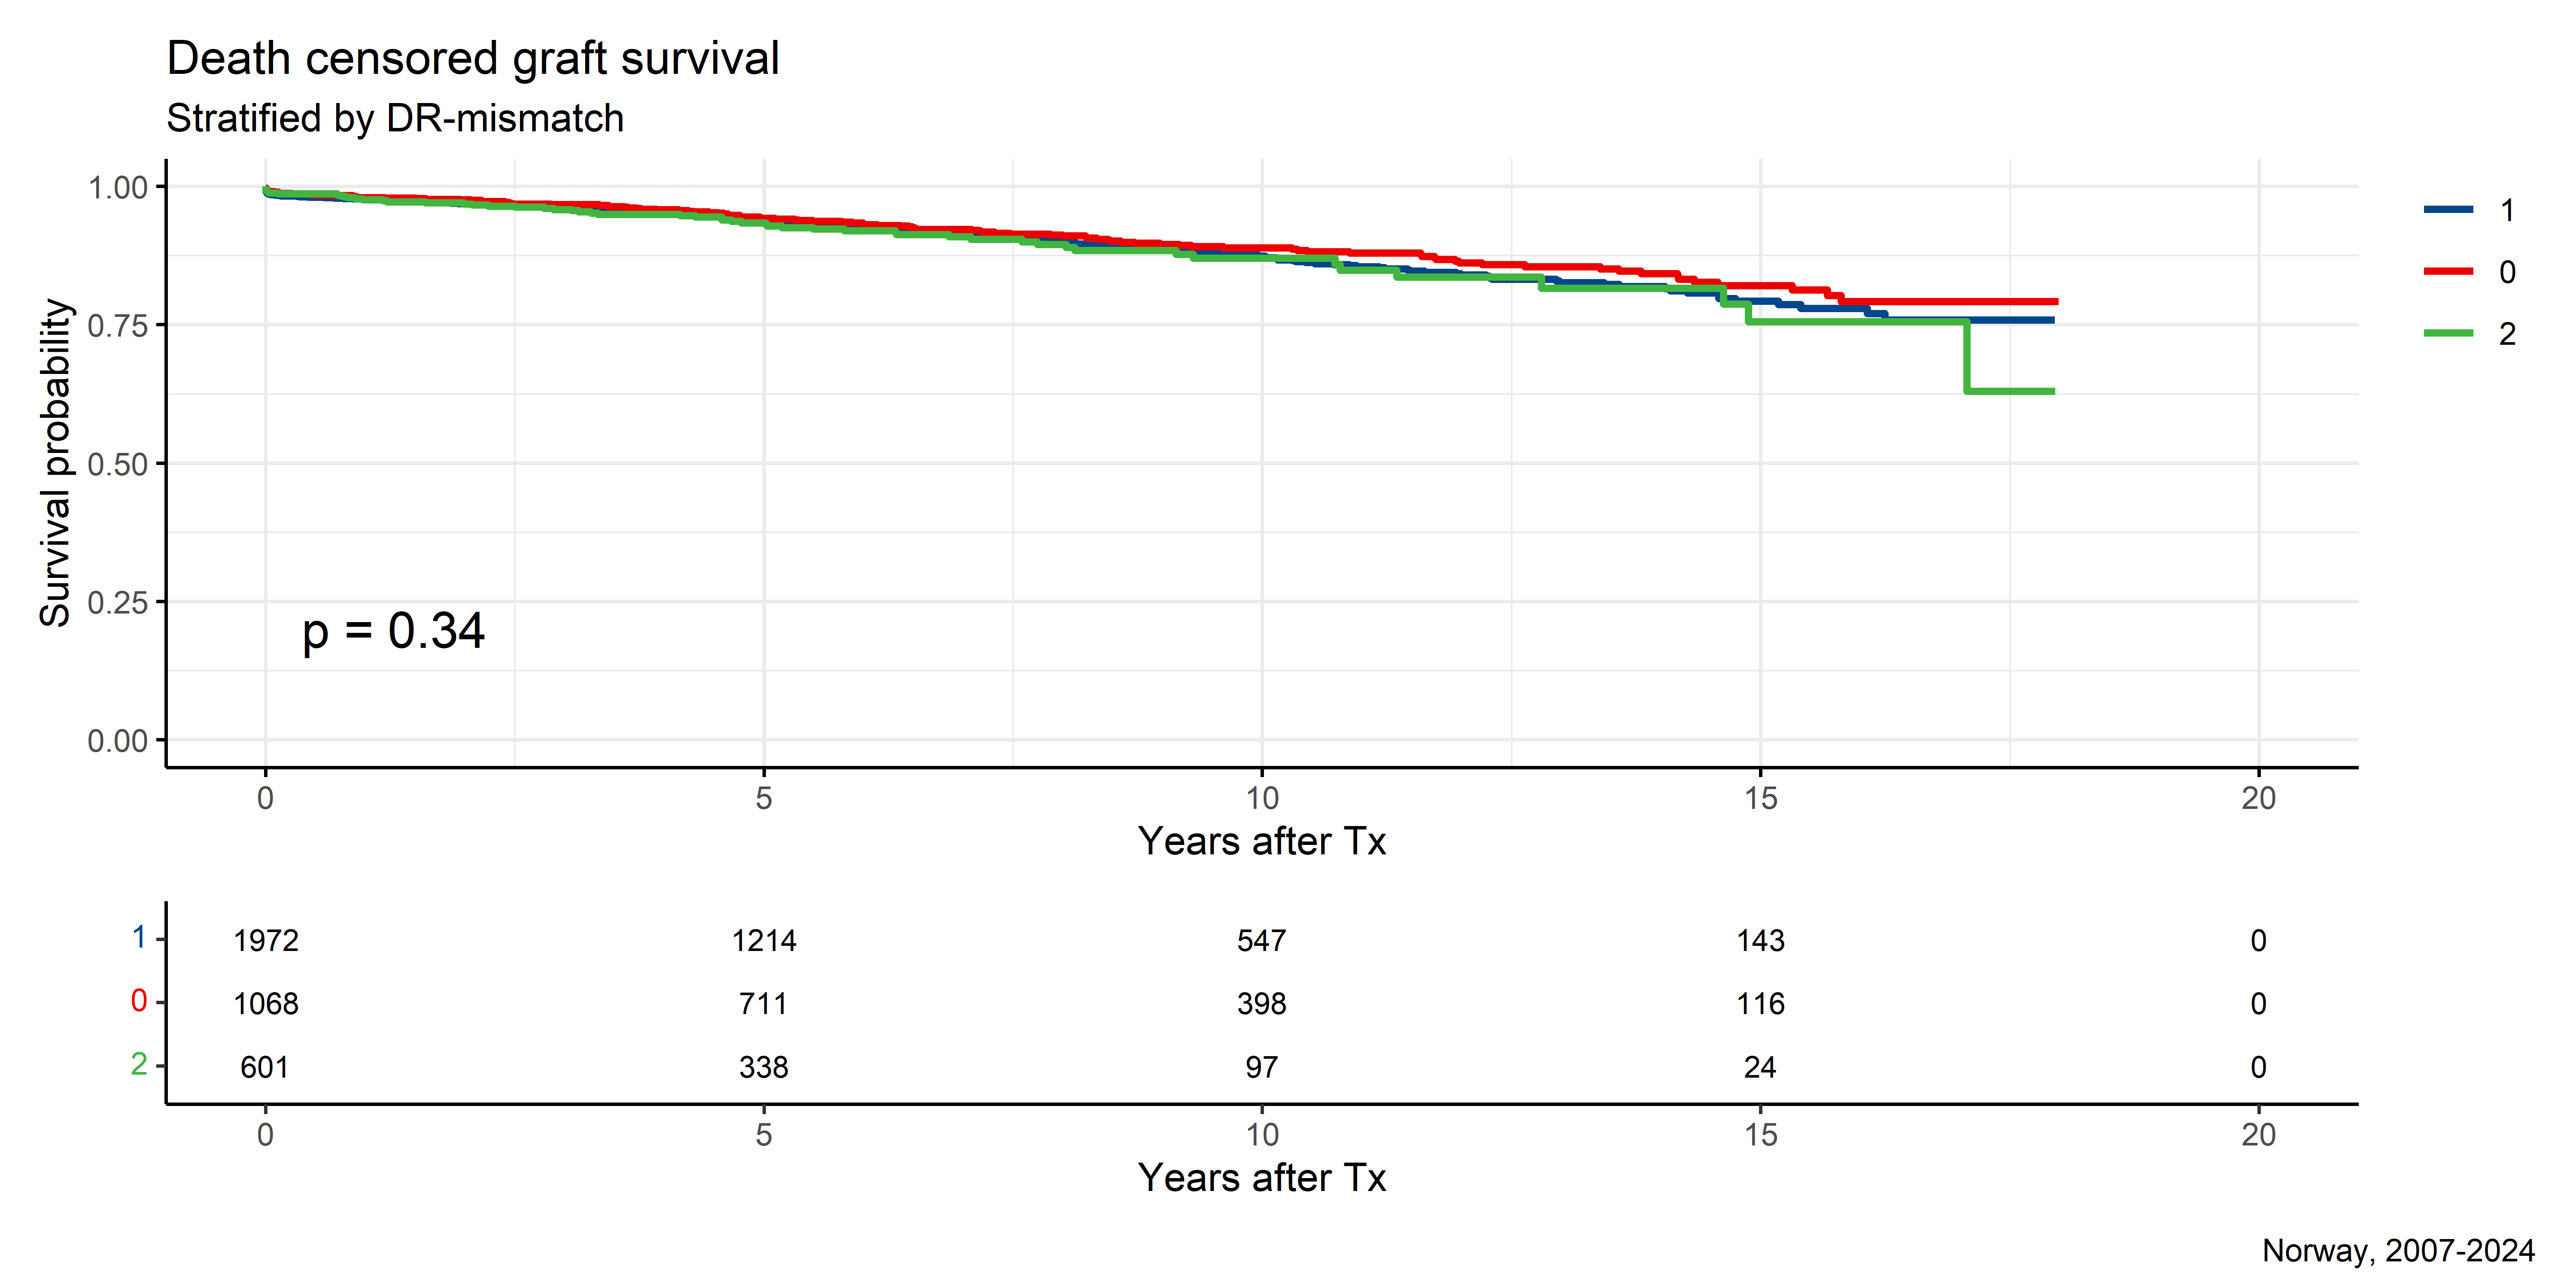 Death censored graft survival
Stratified by DR-mismatch
1.00
0.75
0.50
0.25
0.00
Survival probability
p = 0.34
1
0
2
0 5 10 15 20
Years after Tx
1 1972 1214 547 143 0
0 1068 711 398 116 0
2 601 338 97 24 0
0 5 10 15 20
Years after Tx
Norway, 2007-2024